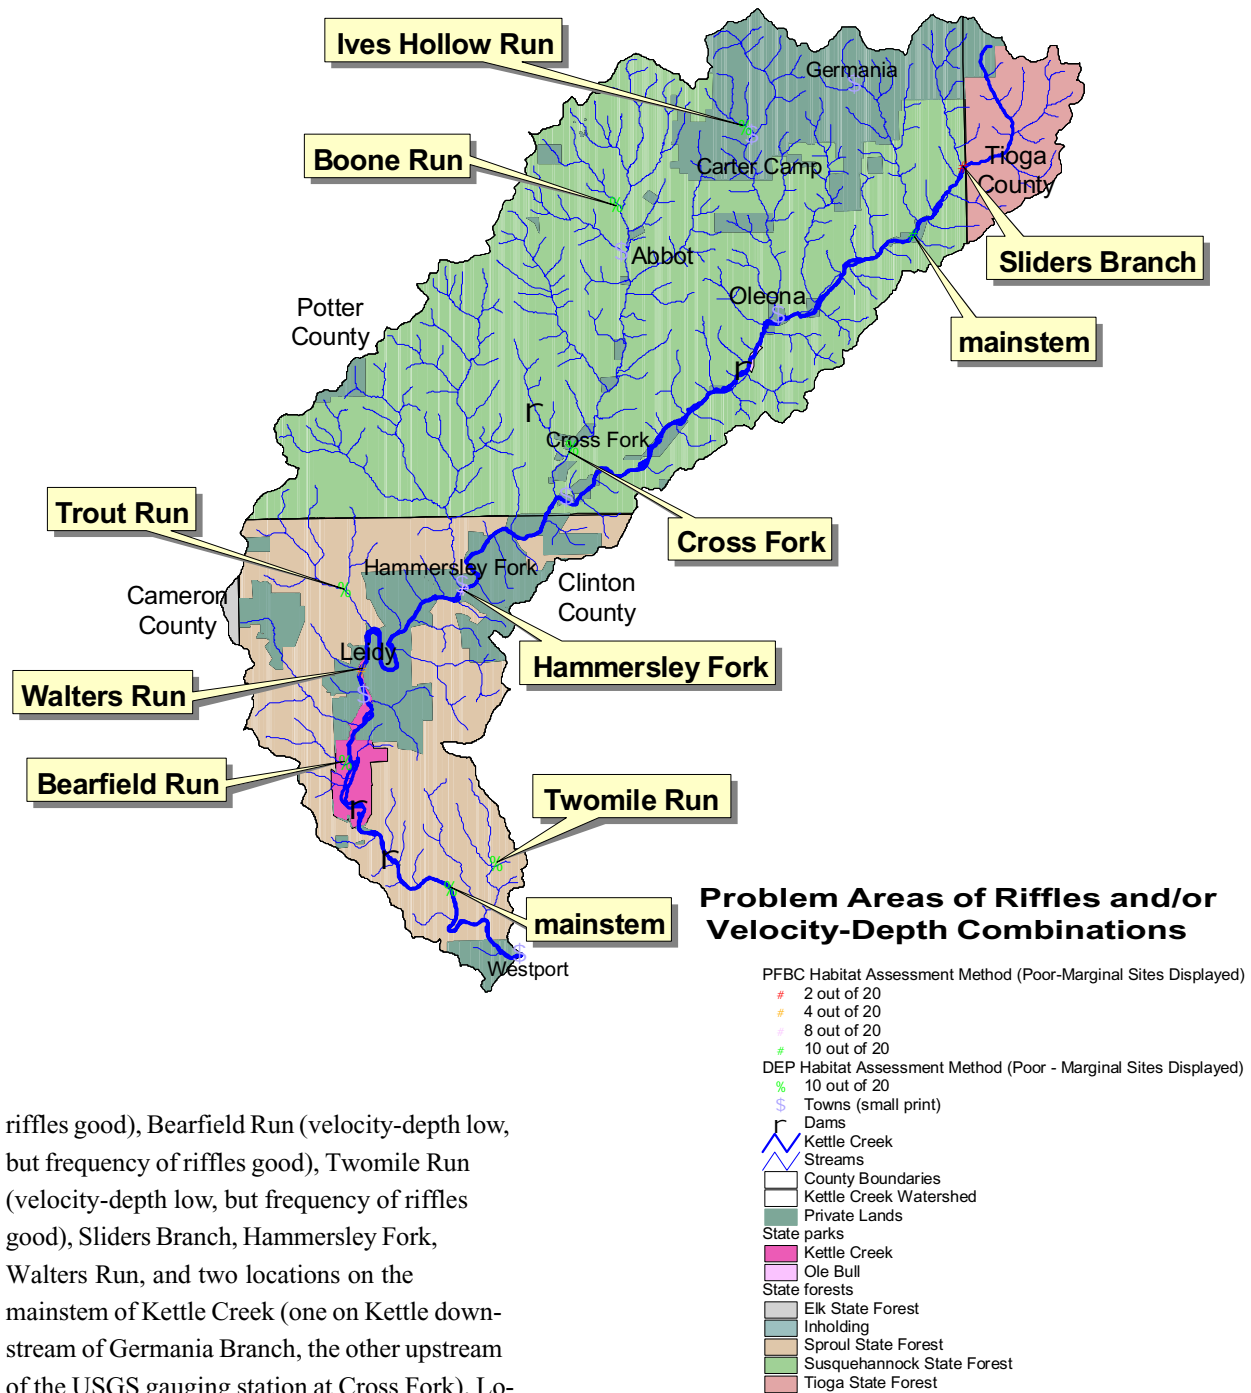 Ives Hollow Run
Germania
Boone Run
Carter Camp
Tioga
County
Sliders Branch
Abbot
Oleona
Potter
County
mainstem
r
r
Cross Fork
Trout Run
Cross Fork
Hammersley Fork
Clinton
County
Cameron
County
Leidy
Hammersley Fork
Walters Run
Bearfield Run
Twomile Run
r
r
mainstem
Westport
Problem Areas of Riffles and/or
Velocity-Depth Combinations
PFBC Habitat Assessment Method (Poor-Marginal Sites Displayed)
# 2 out of 20
# 4 out of 20
# 8 out of 20
# 10 out of 20
DEP Habitat Assessment Method (Poor - Marginal Sites Displayed)
% 10 out of 20
$ Towns (small print)
r Dams
Kettle Creek
Streams
County Boundaries
Kettle Creek Watershed
Private Lands
State parks
Kettle Creek
Ole Bull
State forests
Elk State Forest
Inholding
Sproul State Forest
Susquehannock State Forest
Tioga State Forest
riffles good), Bearfield Run (velocity-depth low,
but frequency of riffles good), Twomile Run
(velocity-depth low, but frequency of riffles
good), Sliders Branch, Hammersley Fork,
Walters Run, and two locations on the
mainstem of Kettle Creek (one on Kettle down-
stream of Germania Branch, the other upstream
of the USGS gauging station at Cross Fork). Lo-